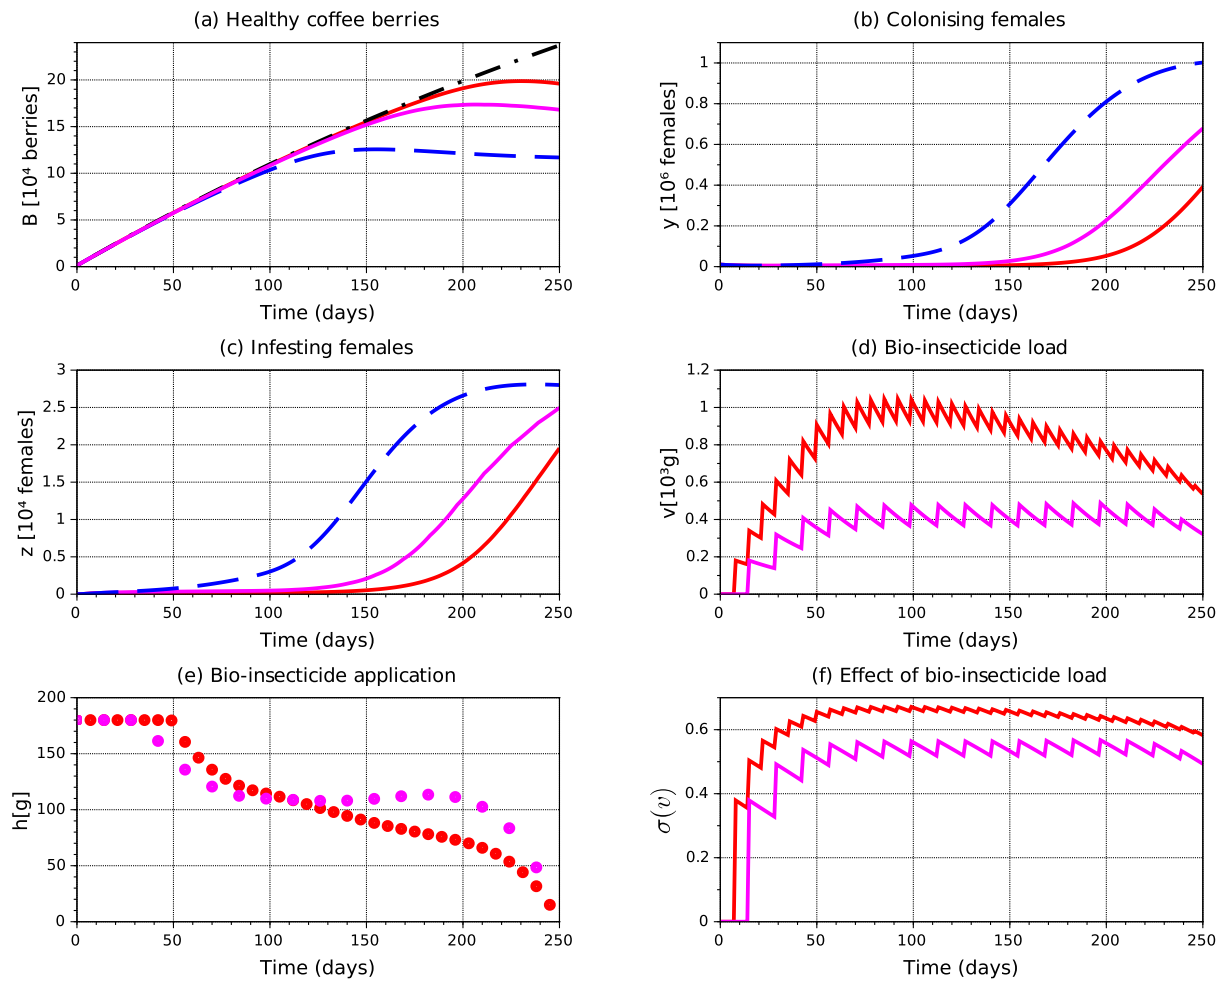 (a) Healthy coffee berries
B [10⁴ berries]
20
15
10
5
0
0 50 100 150 200 250
Time (days)
(b) Colonising females
y [10⁶ females]
1
0.8
0.6
0.4
0.2
0
0 50 100 150 200 250
Time (days)
(c) Infesting females
z [10⁴ females]
3
2.5
2
1.5
1
0.5
0
0 50 100 150 200 250
Time (days)
(d) Bio-insecticide load
v[10³g]
1.2
1
0.8
0.6
0.4
0.2
0
0 50 100 150 200 250
Time (days)
(e) Bio-insecticide application
h[g]
200
150
100
50
0
0 50 100 150 200 250
Time (days)
(f) Effect of bio-insecticide load
σ(v)
0.6
0.4
0.2
0
0 50 100 150 200 250
Time (days)